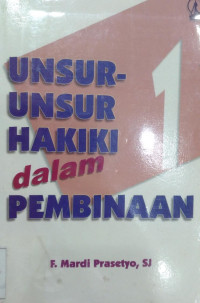 UNSUR-
UNSUR
HAKIKI
dalam
PEMBINAAN
1
F. Mardi Prasetyo, SJ